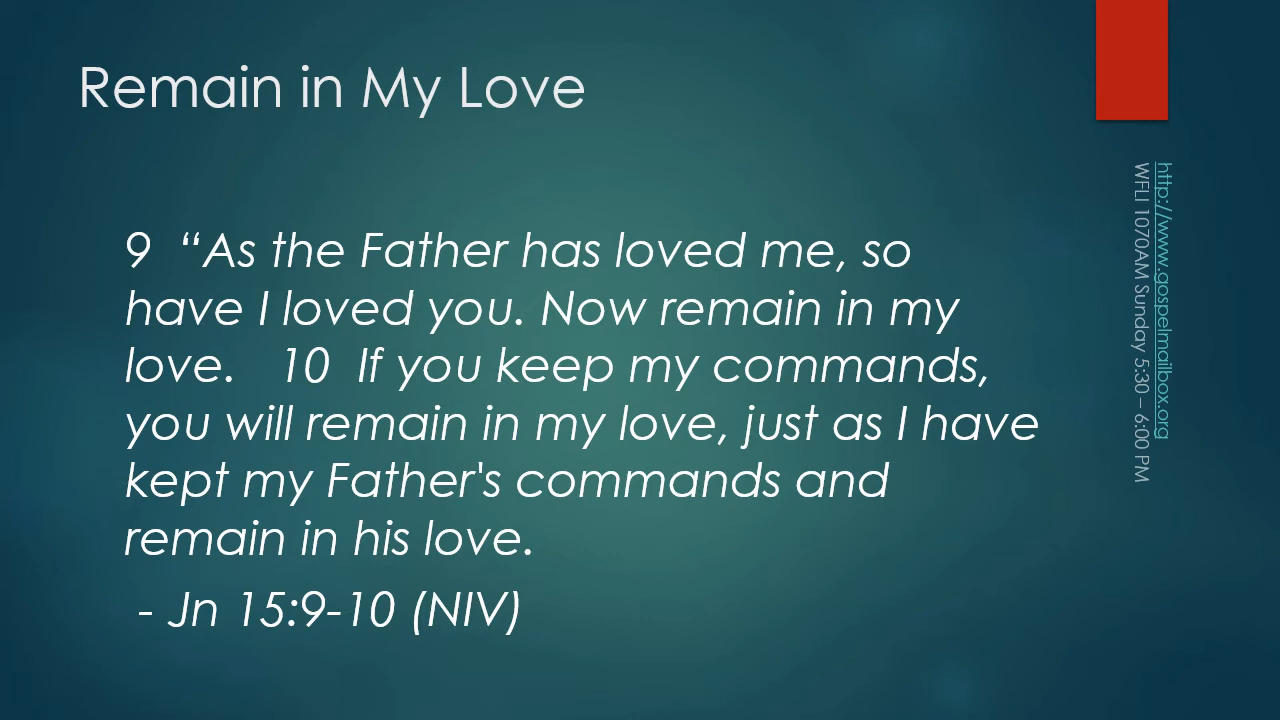 Remain in My Love
9 “As the Father has loved me, so
have I loved you. Now remain in my
love. 10 If you keep my commands,
you will remain in my love, just as I have
kept my Father's commands and
remain in his love.
- Jn 15:9-10 (NIV)
http://www.gospelmailbox.org
WFLI 1070AM Sunday 5:30 – 6:00 PM